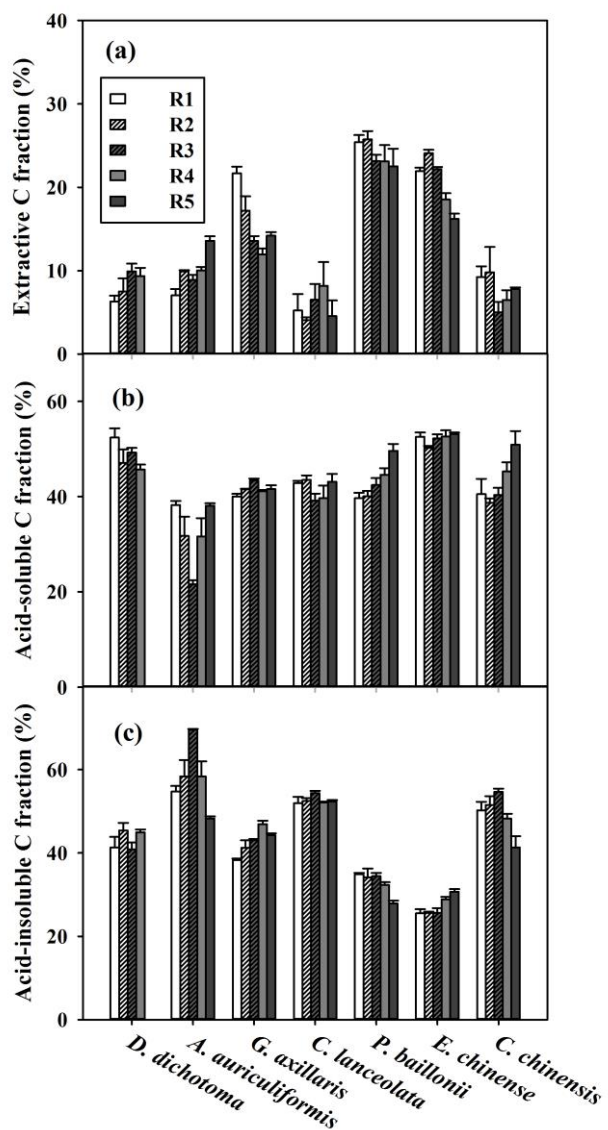 40
(a)
R1
R2
R3
R4
R5
30
20
10
0
Extractive C fraction (%)
(b)
60
40
20
0
Acid-soluble C fraction (%)
(c)
60
40
20
0
Acid-insoluble C fraction (%)
D. dichotoma
A. auriculiformis
G. axillaris
C. lanceolata
P. baillonii
E. chinense
C. chinensis